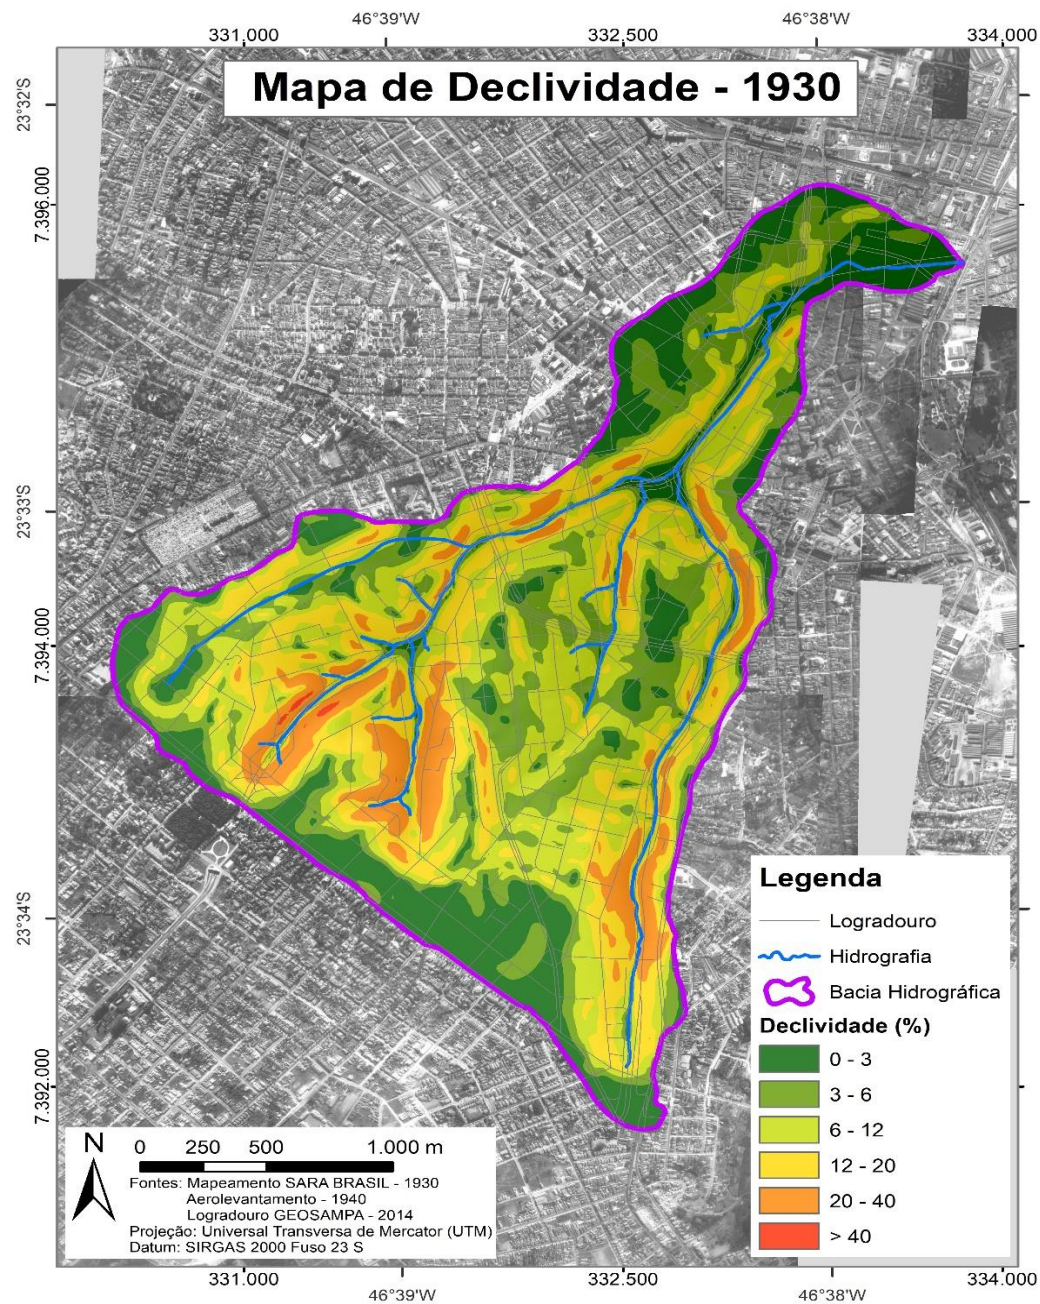 46°39'W 46°38'W
331.000 332.500 334.000
Mapa de Declividade - 1930
23°32'S
7.396.000
23°33'S
7.394.000
23°34'S
7.392.000
Legenda
Logradouro
Hidrografia
Bacia Hidrográfica
Declividade (%)
0 - 3
3 - 6
6 - 12
12 - 20
20 - 40
> 40
N
0 250 500 1.000 m
Fontes: Mapeamento SARA BRASIL - 1930
Aerolevantamento - 1940
Logradouro GEOSAMPA - 2014
Projeção: Universal Transversa de Mercator (UTM)
Datum: SIRGAS 2000 Fuso 23 S
331.000 332.500 334.000
46°39'W 46°38'W